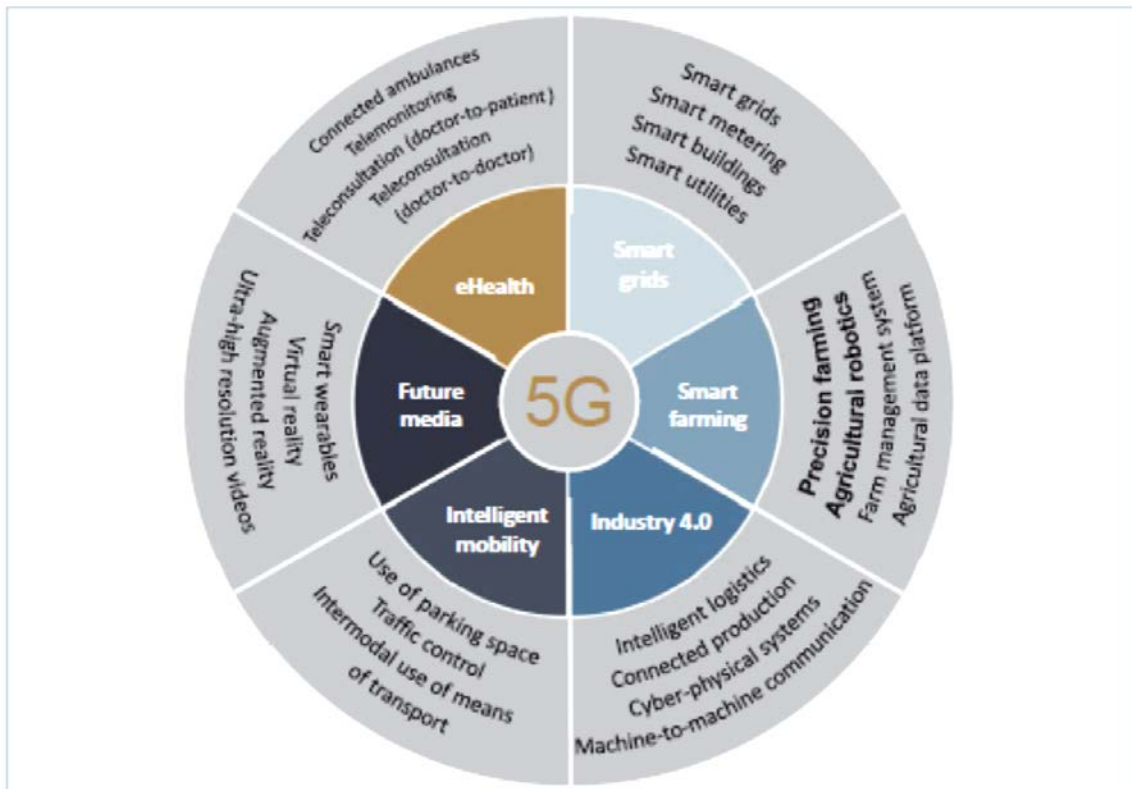 Connected ambulances
Telemonitoring
Teleconsultation (doctor-to-patient)
Teleconsultation
(doctor-to-doctor)
Smart grids
Smart metering
Smart buildings
Smart utilities
eHealth
Smart
grids
Ultra-high resolution videos
Augmented reality
Virtual reality
Smart wearables
Future
media
5G
Smart
farming
Precision farming
Agricultural robotics
Farm management system
Agricultural data platform
Intelligent
mobility
Industry 4.0
Use of parking space
Traffic control
Intermodal use of means
of transport
Intelligent logistics
Connected production
Cyber-physical systems
Machine-to-machine communication